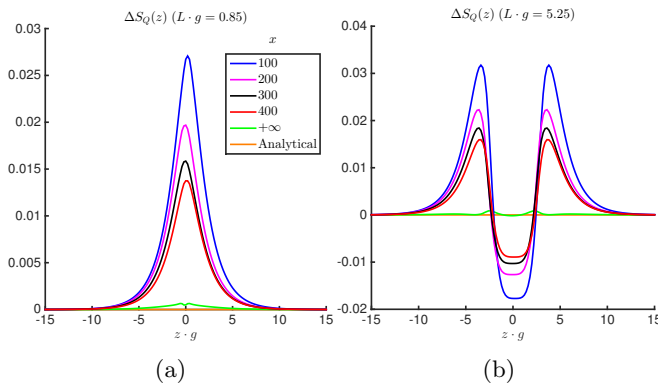 ΔS_Q(z) (L · g = 0.85)
0.03
0.025
0.02
0.015
0.01
0.005
0
-15 -10 -5 0 5 10 15
z · g
x
100
200
300
400
+∞
Analytical
(a)
ΔS_Q(z) (L · g = 5.25)
0.04
0.03
0.02
0.01
0
-0.01
-0.02
-15 -10 -5 0 5 10 15
z · g
(b)